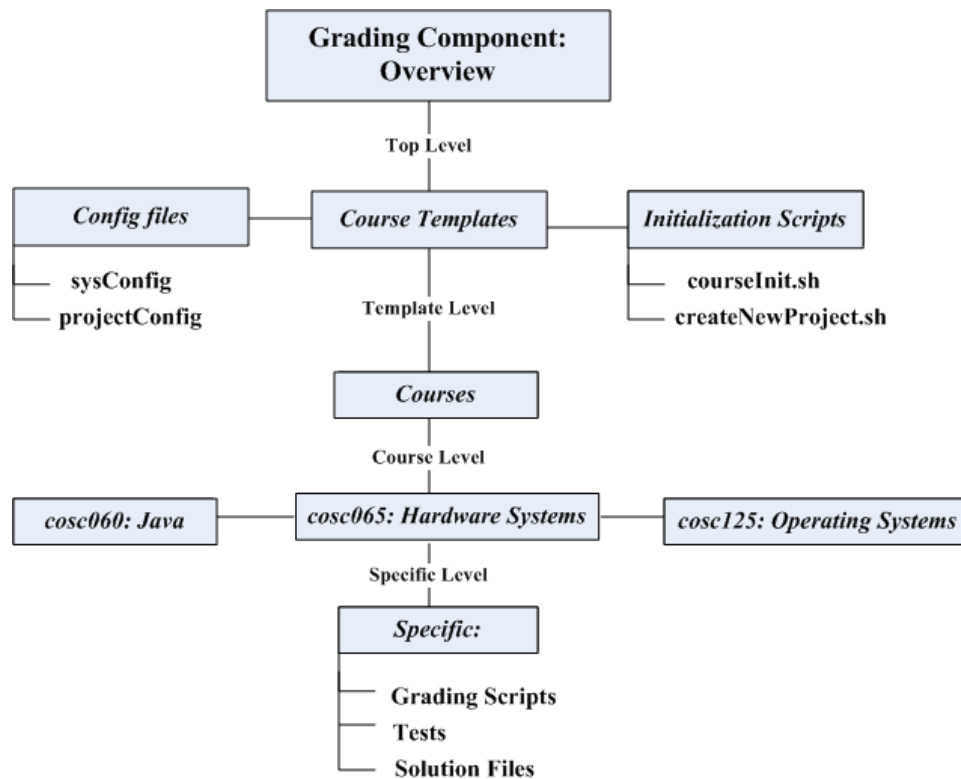 Grading Component:
Overview
Top Level
Config files
Course Templates
Initialization Scripts
sysConfig
projectConfig
courseInit.sh
createNewProject.sh
Template Level
Courses
Course Level
cosc060: Java
cosc065: Hardware Systems
cosc125: Operating Systems
Specific Level
Specific:
Grading Scripts
Tests
Solution Files